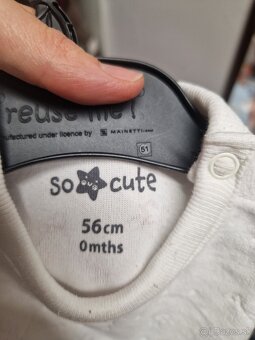 reuse me!
ufactured under licence by MAINETTI
51
so cute
56cm
0mths